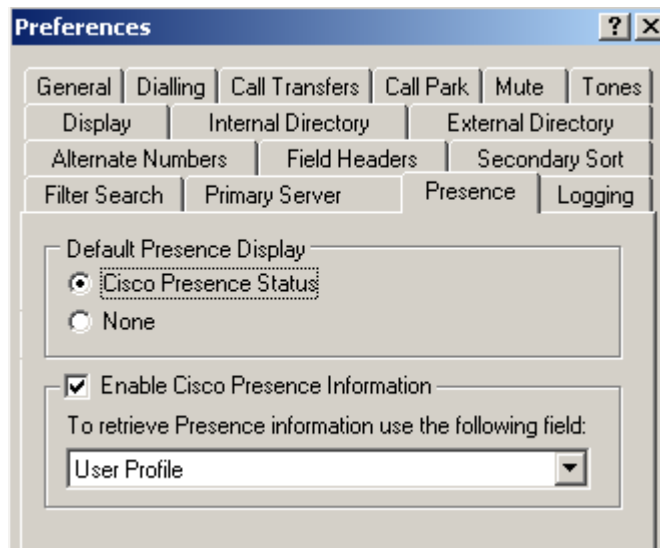 Preferences
General Dialling Call Transfers Call Park Mute Tones
Display Internal Directory External Directory
Alternate Numbers Field Headers Secondary Sort
Filter Search Primary Server Presence Logging
Default Presence Display
Cisco Presence Status
None
Enable Cisco Presence Information
To retrieve Presence information use the following field:
User Profile